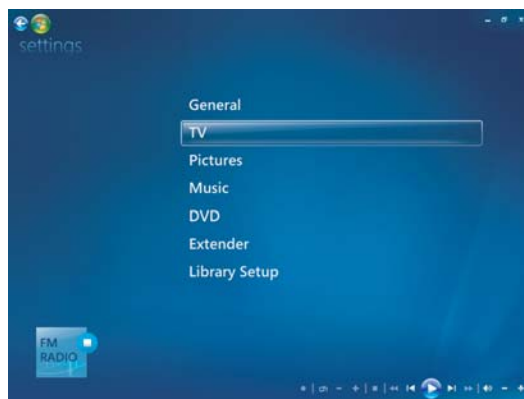 settings
General
TV
Pictures
Music
DVD
Extender
Library Setup
FM
RADIO